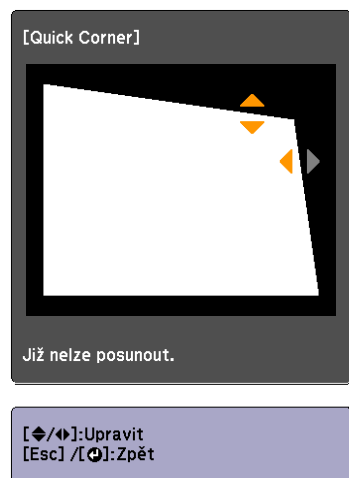 [Quick Corner]
Již nelze posunout.
[◆/◆]:Upravit
[Esc] /[⏎]:Zpět